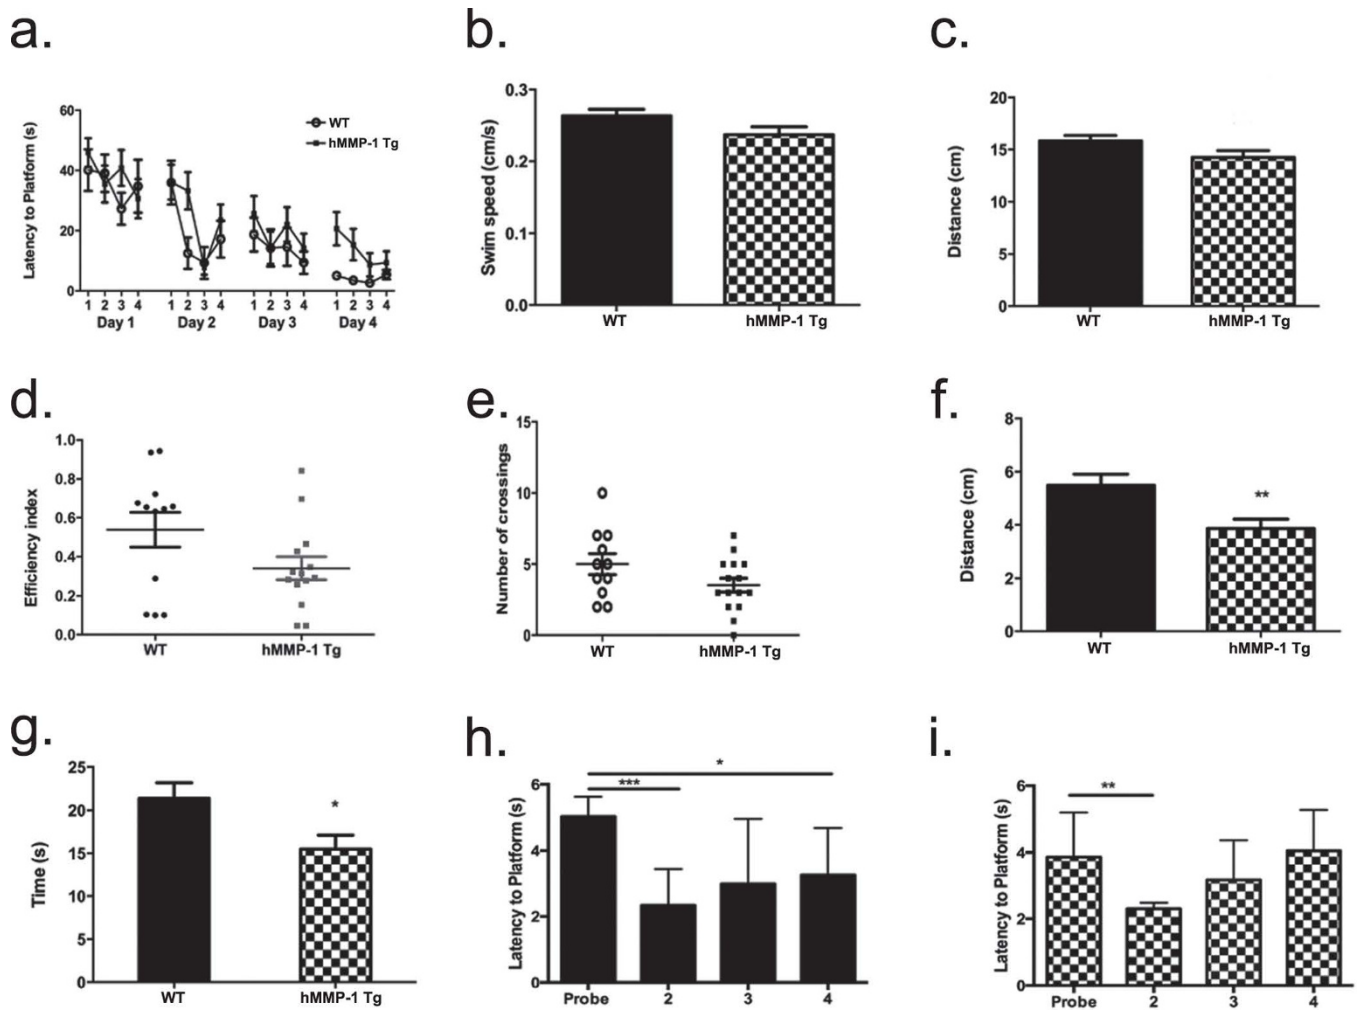 a.
Latency to Platform (s)
60
40
20
0
WT
hMMP-1 Tg
1 2 3 4 1 2 3 4 1 2 3 4 1 2 3 4
Day 1 Day 2 Day 3 Day 4
b.
Swim speed (cm/s)
0.3
0.2
0.1
0.0
WT hMMP-1 Tg
c.
Distance (cm)
20
15
10
5
0
WT hMMP-1 Tg
d.
Efficiency index
1.0
0.8
0.6
0.4
0.2
0.0
WT hMMP-1 Tg
e.
Number of crossings
15
10
5
0
WT hMMP-1 Tg
f.
Distance (cm)
8
6
4
2
0
**
WT hMMP-1 Tg
g.
Time (s)
25
20
15
10
5
0
*
WT hMMP-1 Tg
h.
Latency to Platform (s)
6
4
2
0
*
***
Probe 2 3 4
i.
Latency to Platform (s)
6
4
2
0
**
Probe 2 3 4